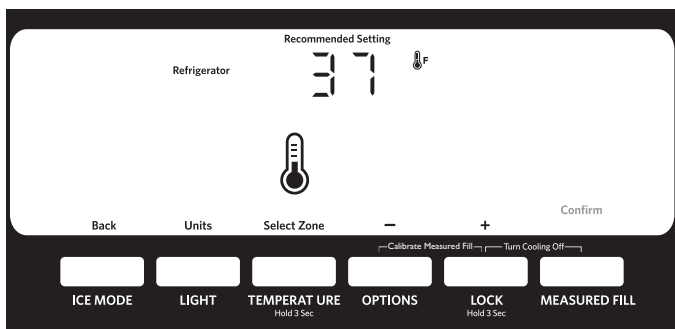 Recommended Setting
Refrigerator 37 F
Back Units Select Zone – + Confirm
Calibrate Measured Fill Turn Cooling Off
ICE MODE LIGHT TEMPERAT URE OPTIONS LOCK MEASURED FILL
Hold 3 Sec Hold 3 Sec